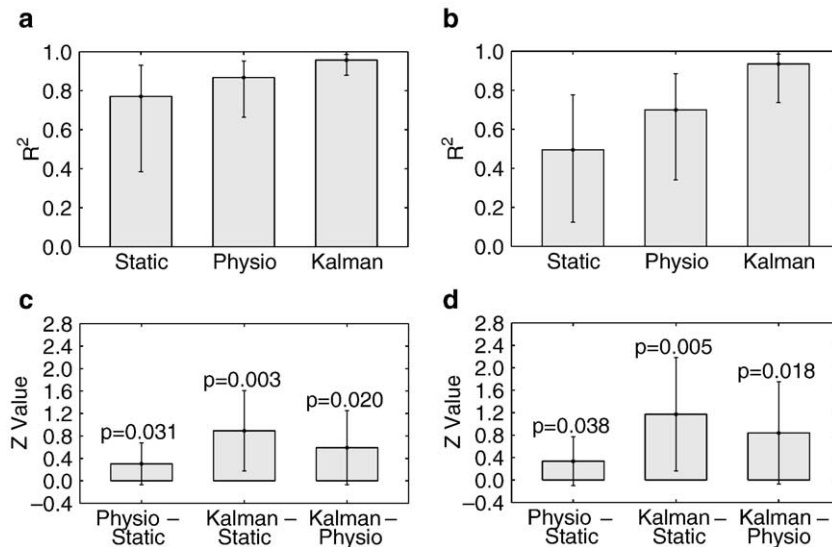 a
1.0
0.8
0.6
0.4
0.2
0.0
R²
Static Physio Kalman
b
1.0
0.8
0.6
0.4
0.2
0.0
R²
Static Physio Kalman
c
2.8
2.4
2.0
1.6
1.2
0.8
0.4
0.0
−0.4
Z Value
p=0.031
p=0.003
p=0.020
Physio –
Static
Kalman –
Static
Kalman –
Physio
d
2.8
2.4
2.0
1.6
1.2
0.8
0.4
0.0
−0.4
Z Value
p=0.038
p=0.005
p=0.018
Physio –
Static
Kalman –
Static
Kalman –
Physio